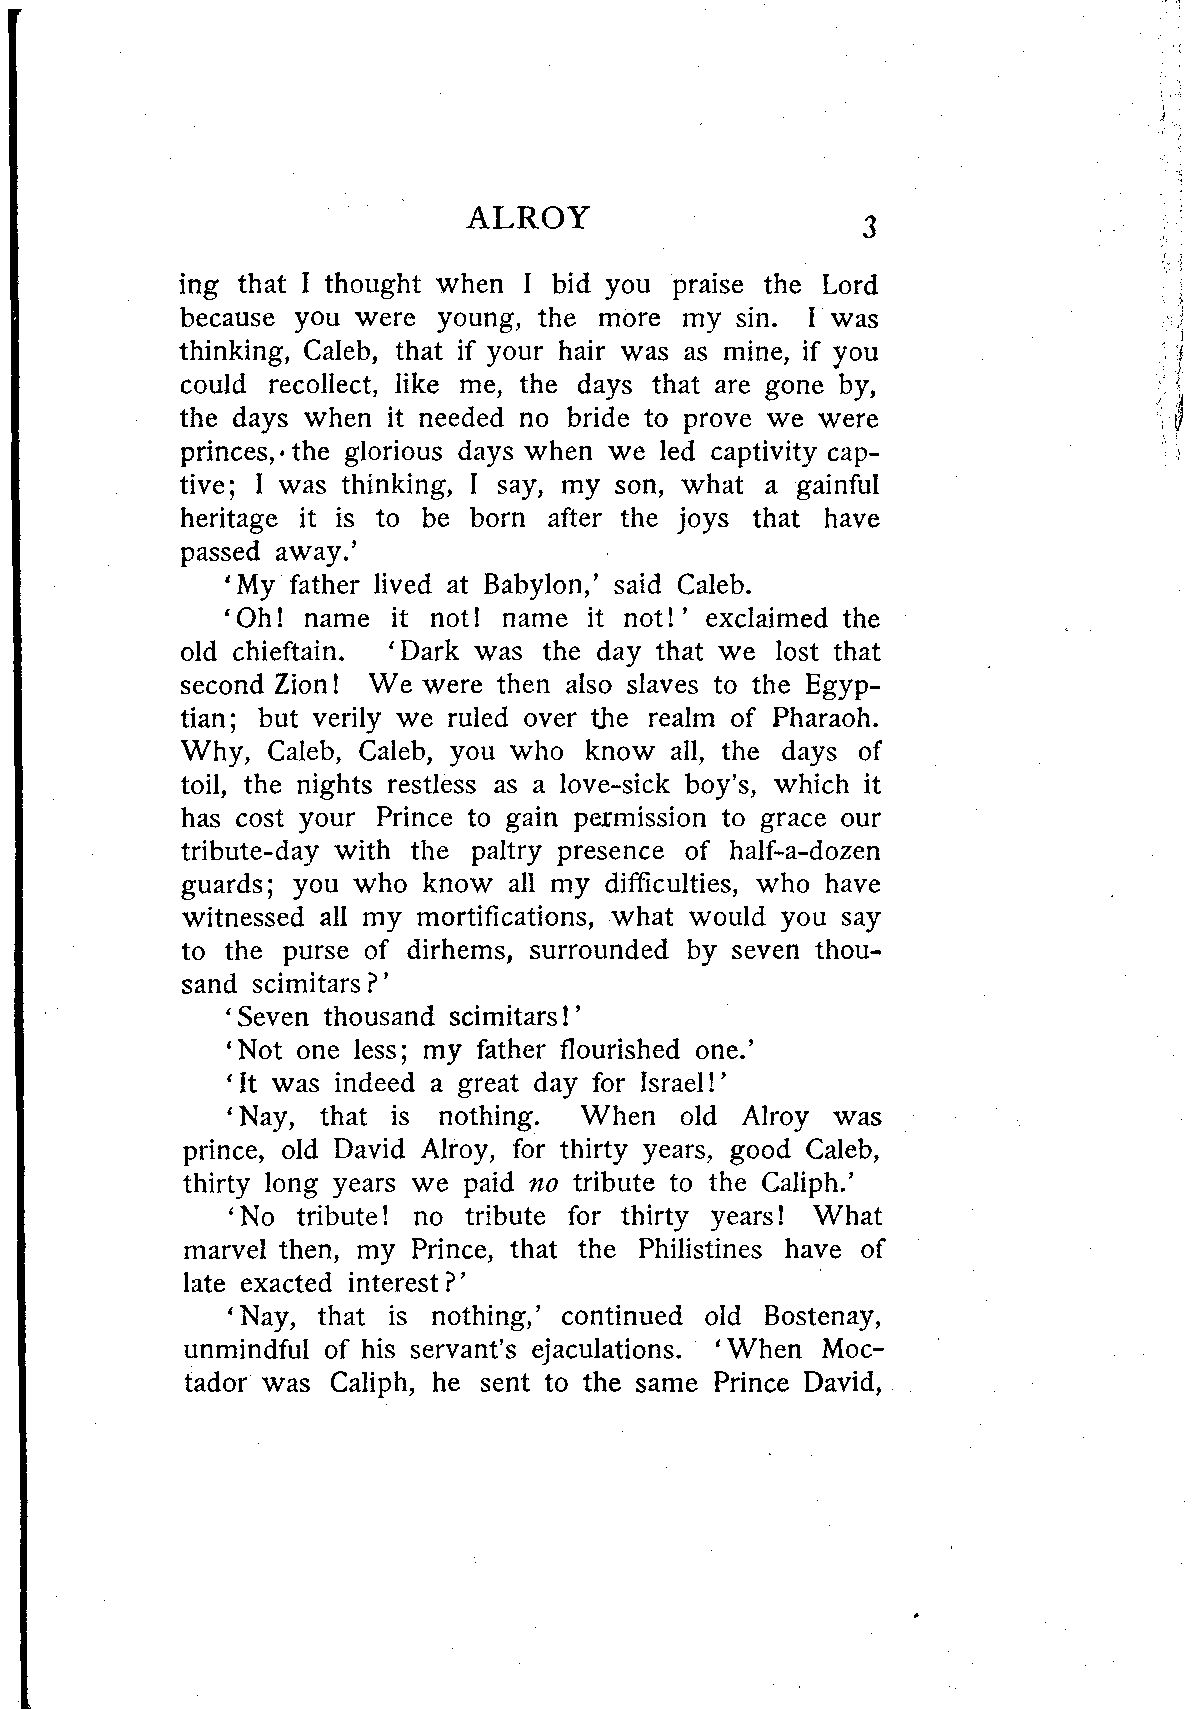 ALROY 3
ing that I thought when I bid you praise the Lord
because you were young, the more my sin. I was
thinking, Caleb, that if your hair was as mine, if you
could recollect, like me, the days that are gone by,
the days when it needed no bride to prove we were
princes, the glorious days when we led captivity cap-
tive; I was thinking, I say, my son, what a gainful
heritage it is to be born after the joys that have
passed away.’
‘My father lived at Babylon,’ said Caleb.
‘Oh! name it not! name it not!’ exclaimed the
old chieftain. ‘Dark was the day that we lost that
second Zion! We were then also slaves to the Egyp-
tian; but verily we ruled over the realm of Pharaoh.
Why, Caleb, Caleb, you who know all, the days of
toil, the nights restless as a love-sick boy’s, which it
has cost your Prince to gain permission to grace our
tribute-day with the paltry presence of half-a-dozen
guards; you who know all my difficulties, who have
witnessed all my mortifications, what would you say
to the purse of dirhems, surrounded by seven thou-
sand scimitars?’
‘Seven thousand scimitars!’
‘Not one less; my father flourished one.’
‘It was indeed a great day for Israel!’
‘Nay, that is nothing. When old Alroy was
prince, old David Alroy, for thirty years, good Caleb,
thirty long years we paid no tribute to the Caliph.’
‘No tribute! no tribute for thirty years! What
marvel then, my Prince, that the Philistines have of
late exacted interest?’
‘Nay, that is nothing,’ continued old Bostenay,
unmindful of his servant’s ejaculations. ‘When Moc-
tador was Caliph, he sent to the same Prince David,